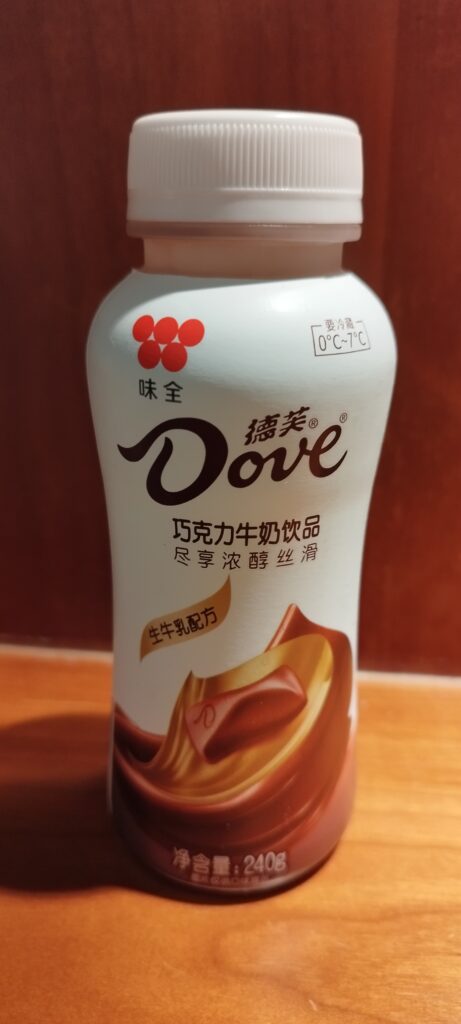 味全
要冷藏
0°C~7°C
德芙®
Dove®
巧克力牛奶饮品
尽享浓醇丝滑
生牛乳配方
净含量:240g